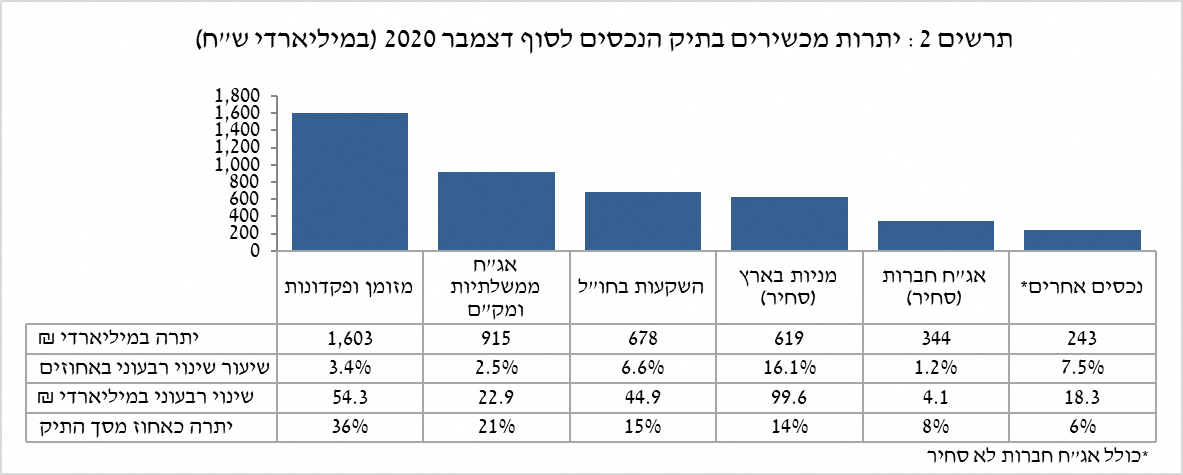 תרשים 2 : יתרות מכשירים בתיק הנכסים לסוף דצמבר 2020 (במיליארדי ש"ח)
1,800
1,600
1,400
1,200
1,000
800
600
400
200
0
מזומן ופקדונות
אג"ח
ממשלתיות
ומק"ם
השקעות בחו"ל
מניות בארץ
(סחיר)
אג"ח חברות
(סחיר)
נכסים אחרים*
יתרה במיליארדי ₪ 1,603 915 678 619 344 243
שיעור שינוי רבעוני באחוזים 3.4% 2.5% 6.6% 16.1% 1.2% 7.5%
שינוי רבעוני במיליארדי ₪ 54.3 22.9 44.9 99.6 4.1 18.3
יתרה כאחוז מסך התיק 36% 21% 15% 14% 8% 6%
*כולל אג"ח חברות לא סחיר